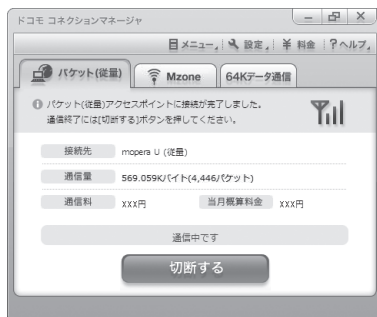 ドコモ コネクションマネージャ
メニュー 設定 ¥ 料金 ?ヘルプ
パケット(従量) Mzone 64Kデータ通信
パケット(従量)アクセスポイントに接続が完了しました。
通信終了には[切断する]ボタンを押してください。
接続先 mopera U (従量)
通信量 569.059Kバイト(4,446パケット)
通信料 xxx円 当月概算料金 xxx円
通信中です
切断する